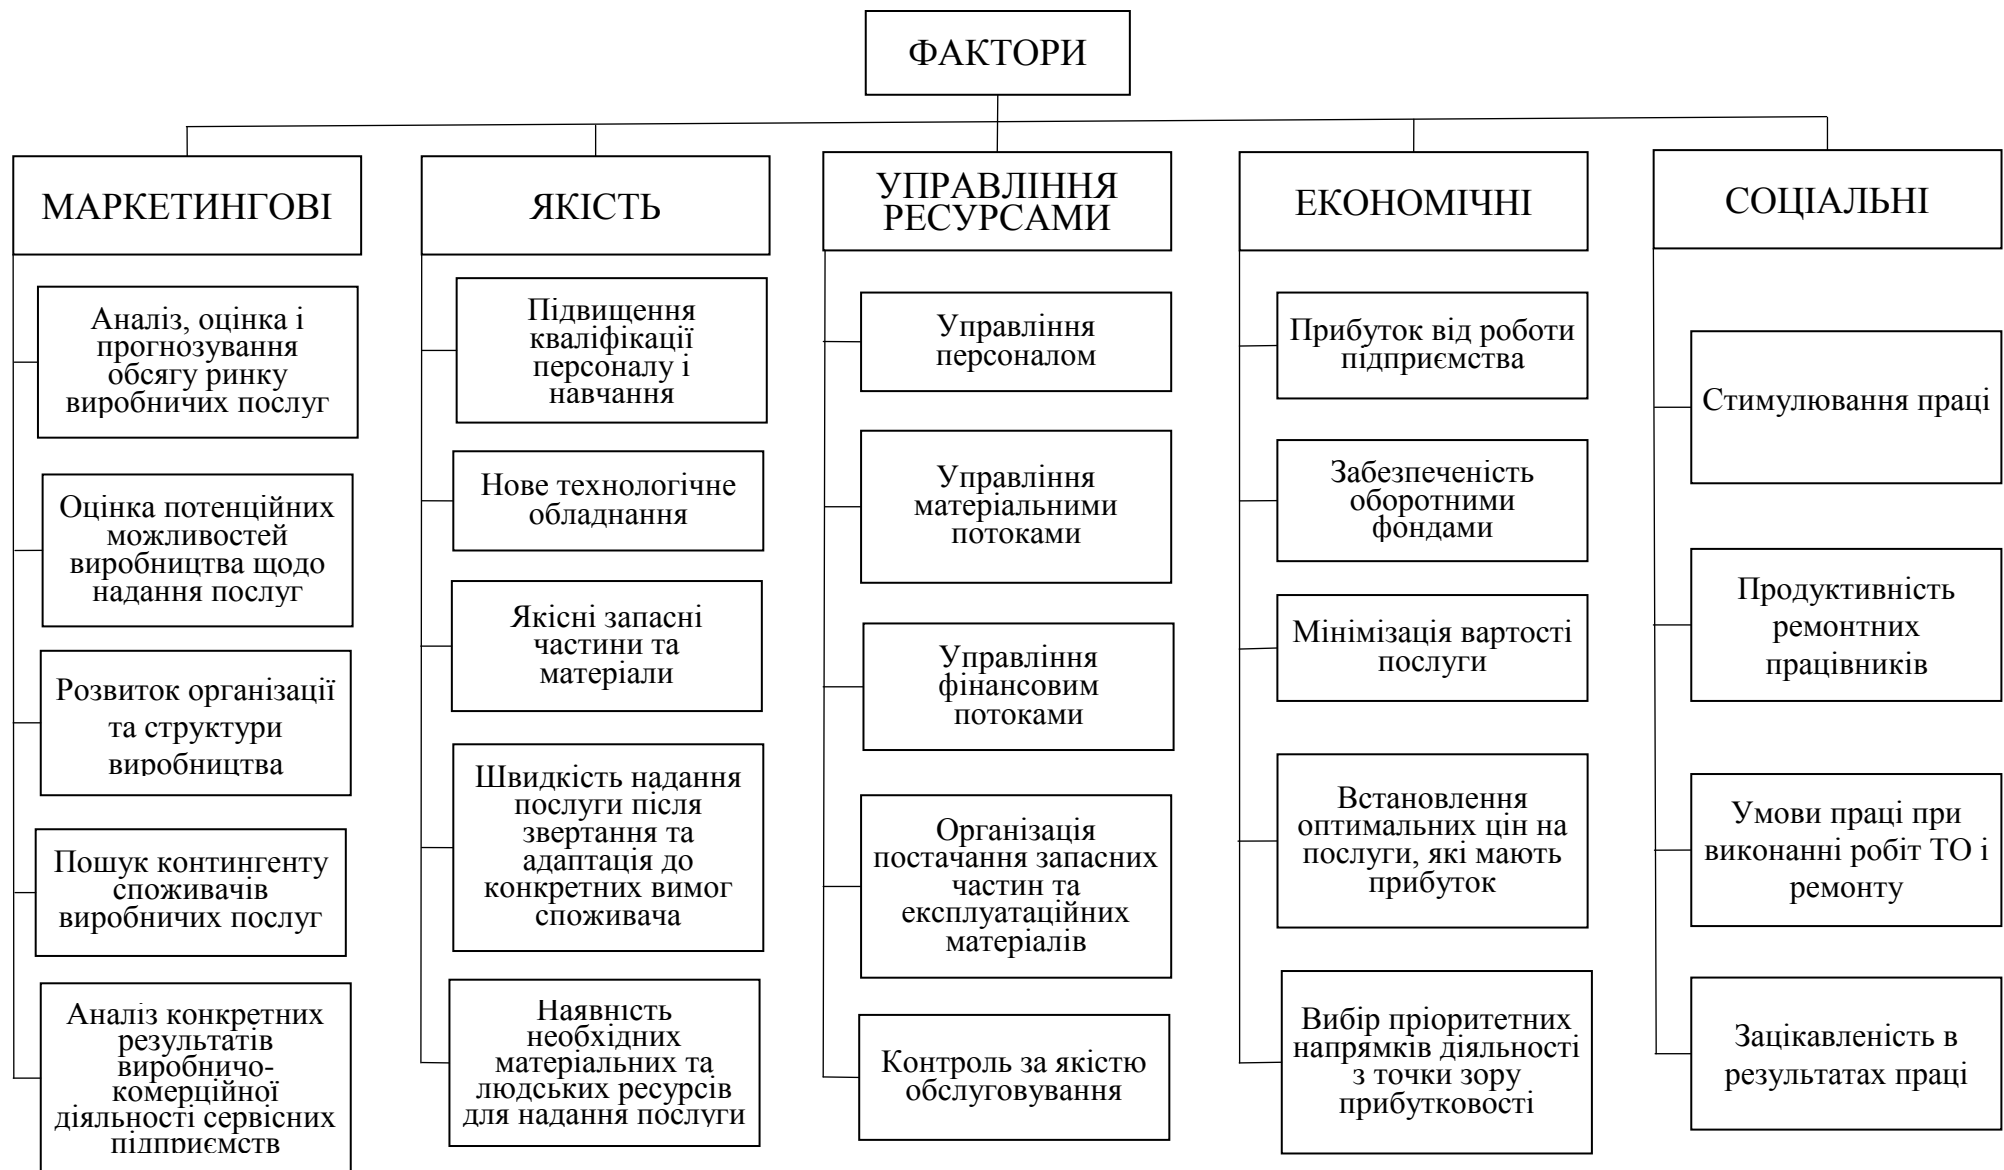 ФАКТОРИ
МАРКЕТИНГОВІ
Аналіз, оцінка і
прогнозування
обсягу ринку
виробничих послуг
Оцінка потенційних
можливостей
виробництва щодо
надання послуг
Розвиток організації
та структури
виробництва
Пошук контингенту
споживачів
виробничих послуг
Аналіз конкретних
результатів
виробничо-
комерційної
діяльності сервісних
підприємств
ЯКІСТЬ
Підвищення
кваліфікації
персоналу і
навчання
Нове технологічне
обладнання
Якісні запасні
частини та
матеріали
Швидкість надання
послуги після
звертання та
адаптація до
конкретних вимог
споживача
Наявність
необхідних
матеріальних та
людських ресурсів
для надання послуги
УПРАВЛІННЯ
РЕСУРСАМИ
Управління
персоналом
Управління
матеріальними
потоками
Управління
фінансовим
потоками
Організація
постачання запасних
частин та
експлуатаційних
матеріалів
Контроль за якістю
обслуговування
ЕКОНОМІЧНІ
Прибуток від роботи
підприємства
Забезпеченість
оборотними
фондами
Мінімізація вартості
послуги
Встановлення
оптимальних цін на
послуги, які мають
прибуток
Вибір пріоритетних
напрямків діяльності
з точки зору
прибутковості
СОЦІАЛЬНІ
Стимулювання праці
Продуктивність
ремонтних
працівників
Умови праці при
виконанні робіт ТО і
ремонту
Зацікавленість в
результатах праці